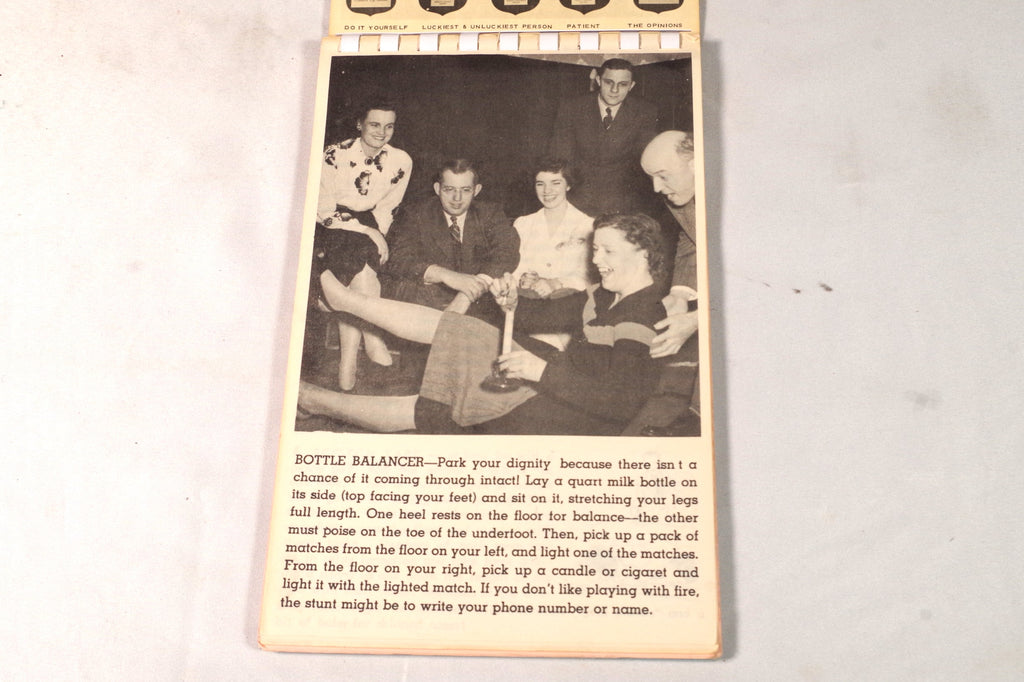 DO IT YOURSELF LUCKIEST & UNLUCKIEST PERSON PATIENT THE OPINIONS
BOTTLE BALANCER—Park your dignity because there isn t a
chance of it coming through intact! Lay a quart milk bottle on
its side (top facing your feet) and sit on it, stretching your legs
full length. One heel rests on the floor for balance—the other
must poise on the toe of the underfoot. Then, pick up a pack of
matches from the floor on your left, and light one of the matches.
From the floor on your right, pick up a candle or cigaret and
light it with the lighted match. If you don't like playing with fire,
the stunt might be to write your phone number or name.